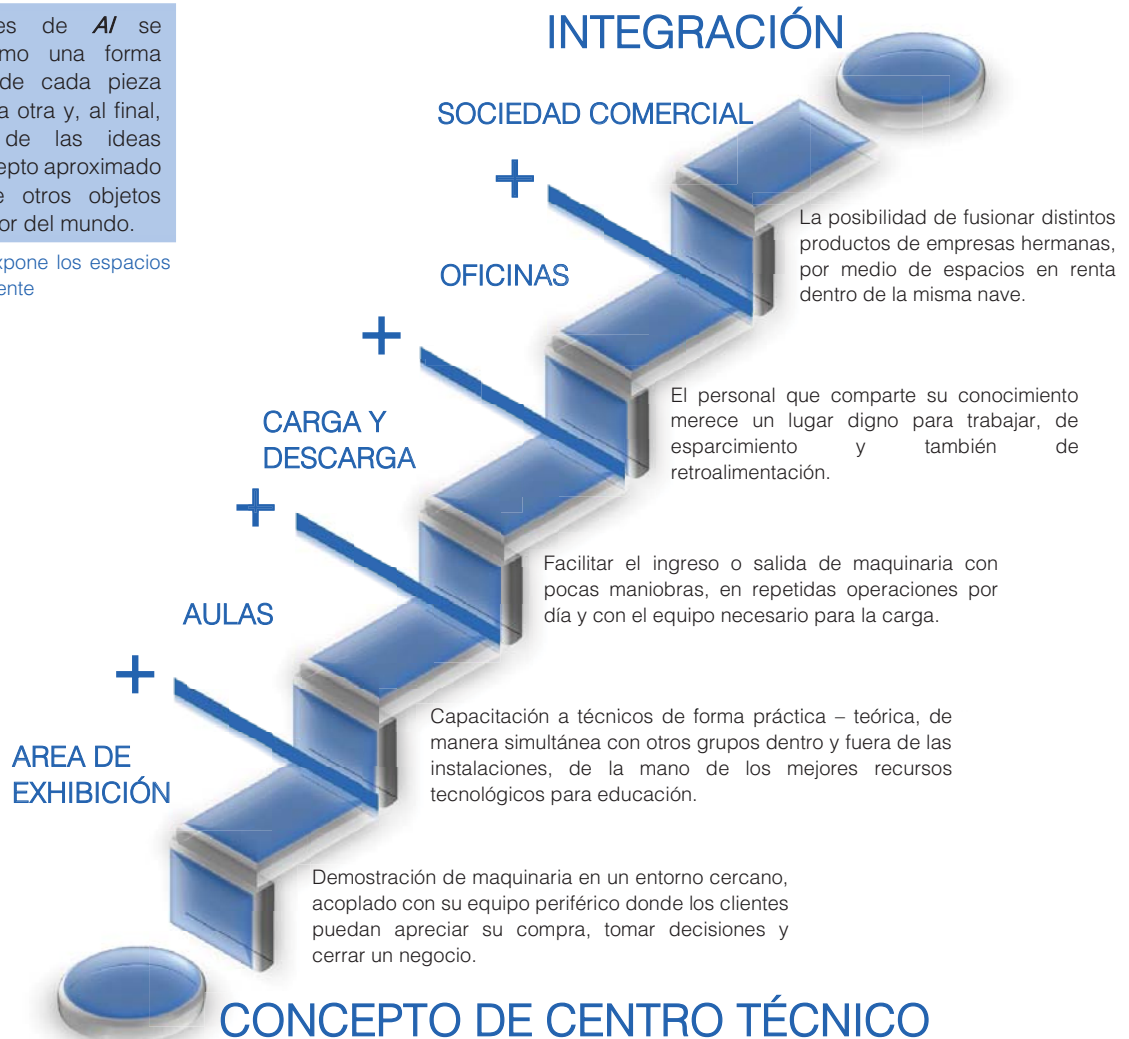 es de AI se
mo una forma
de cada pieza
a otra y, al final,
de las ideas
epto aproximado
e otros objetos
or del mundo.
xpone los espacios
ente
INTEGRACIÓN
SOCIEDAD COMERCIAL
+
La posibilidad de fusionar distintos
productos de empresas hermanas,
por medio de espacios en renta
dentro de la misma nave.
OFICINAS
+
El personal que comparte su conocimiento
merece un lugar digno para trabajar, de
esparcimiento y también de
retroalimentación.
CARGA Y
DESCARGA
+
Facilitar el ingreso o salida de maquinaria con
pocas maniobras, en repetidas operaciones por
día y con el equipo necesario para la carga.
AULAS
+
Capacitación a técnicos de forma práctica – teórica, de
manera simultánea con otros grupos dentro y fuera de las
instalaciones, de la mano de los mejores recursos
tecnológicos para educación.
AREA DE
EXHIBICIÓN
Demostración de maquinaria en un entorno cercano,
acoplado con su equipo periférico donde los clientes
puedan apreciar su compra, tomar decisiones y
cerrar un negocio.
CONCEPTO DE CENTRO TÉCNICO